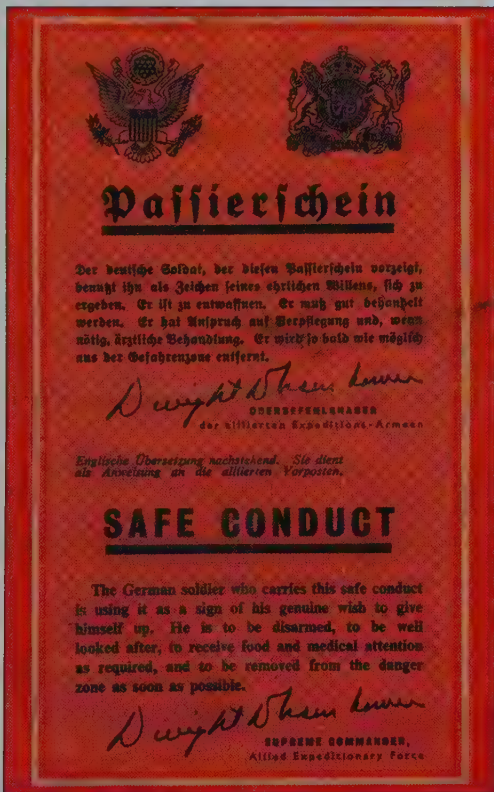 Passierschein
Der deutsche Soldat, der diesen Passierschein vorzeigt,
benutzt ihn als Zeichen seines ehrlichen Willens, sich zu
ergeben. Er ist zu entwaffnen. Er muß gut behandelt
werden. Er hat Anspruch auf Verpflegung und, wenn
nötig, ärztliche Behandlung. Er wird so bald wie möglich
aus der Gefahrenzone entfernt.
Dwight D Eisenhower
OBERBEFEHLSHABER
der alliierten Expeditions-Armeen
Englische Übersetzung nachstehend. Sie dient
als Anweisung an die alliierten Vorposten.
SAFE CONDUCT
The German soldier who carries this safe conduct
is using it as a sign of his genuine wish to give
himself up. He is to be disarmed, to be well
looked after, to receive food and medical attention
as required, and to be removed from the danger
zone as soon as possible.
Dwight D Eisenhower
SUPREME COMMANDER,
Allied Expeditionary Force